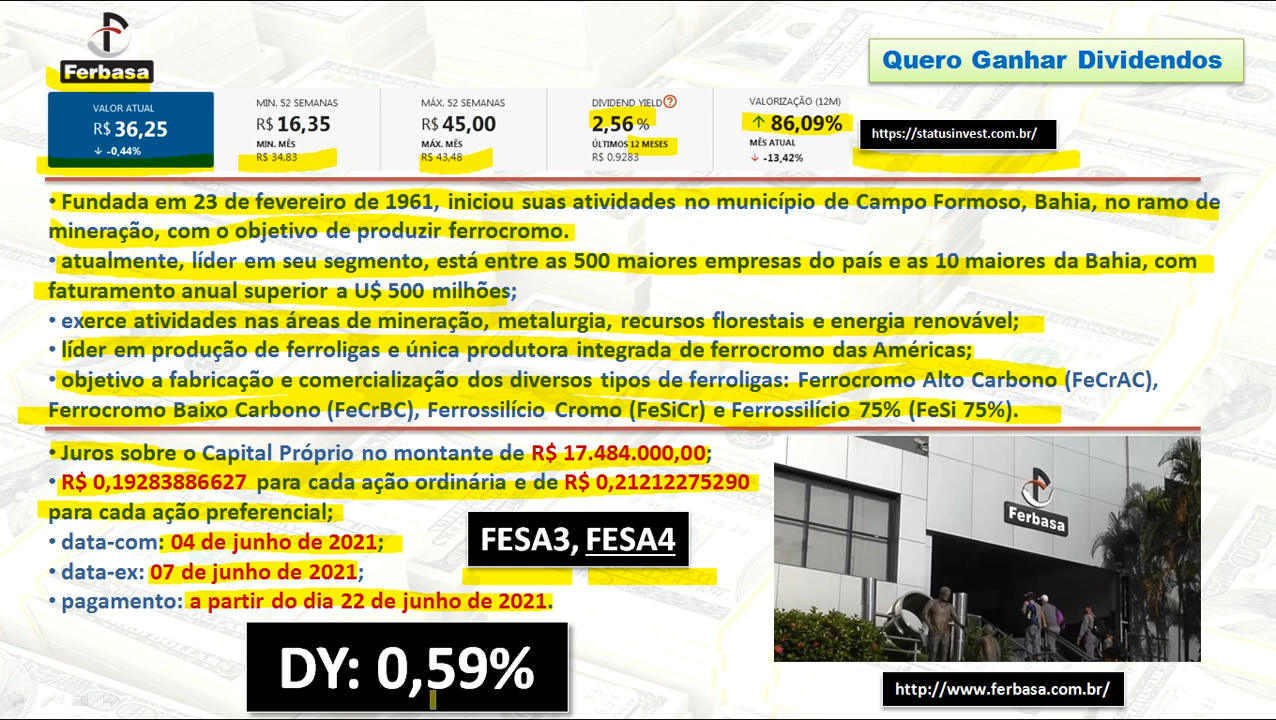 Ferbasa
Quero Ganhar Dividendos
VALOR ATUAL
R$ 36,25
-0,44%
MIN. 52 SEMANAS
R$ 16,35
MIN. MÊS
R$ 34,83
MÁX. 52 SEMANAS
R$ 45,00
MÁX. MÊS
R$ 43,48
DIVIDEND YIELD
2,56 %
ÚLTIMOS 12 MESES
R$ 0,9283
VALORIZAÇÃO (12M)
86,09%
MÊS ATUAL
-13,42%
https://statusinvest.com.br/
• Fundada em 23 de fevereiro de 1961, iniciou suas atividades no município de Campo Formoso, Bahia, no ramo de
mineração, com o objetivo de produzir ferrocromo.
• atualmente, líder em seu segmento, está entre as 500 maiores empresas do país e as 10 maiores da Bahia, com
faturamento anual superior a U$ 500 milhões;
• exerce atividades nas áreas de mineração, metalurgia, recursos florestais e energia renovável;
• líder em produção de ferroligas e única produtora integrada de ferrocromo das Américas;
• objetivo a fabricação e comercialização dos diversos tipos de ferroligas: Ferrocromo Alto Carbono (FeCrAC),
Ferrocromo Baixo Carbono (FeCrBC), Ferrossilício Cromo (FeSiCr) e Ferrossilício 75% (FeSi 75%).
• Juros sobre o Capital Próprio no montante de R$ 17.484.000,00;
• R$ 0,19283886627 para cada ação ordinária e de R$ 0,21212275290
para cada ação preferencial;
• data-com: 04 de junho de 2021;
• data-ex: 07 de junho de 2021;
• pagamento: a partir do dia 22 de junho de 2021.
FESA3, FESA4
DY: 0,59%
Ferbasa
http://www.ferbasa.com.br/